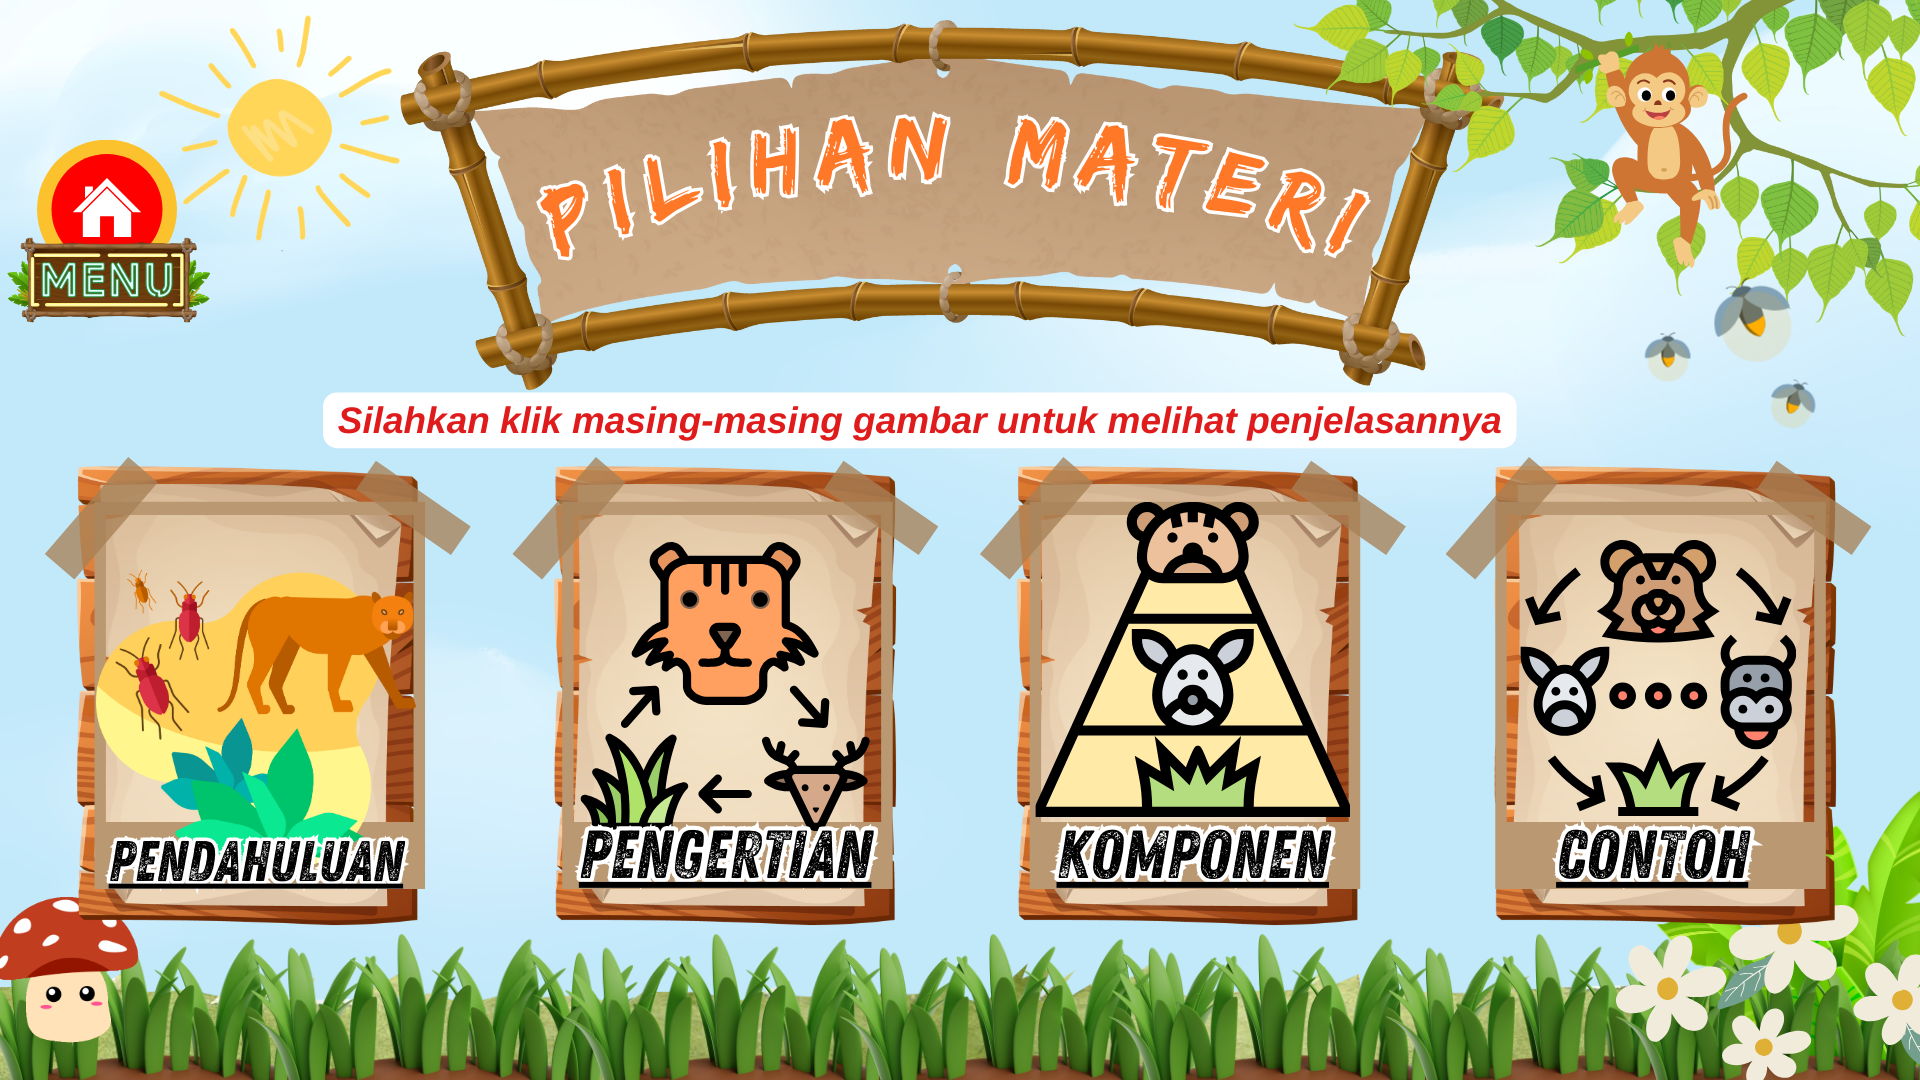 PILIHAN MATERI
MENU
Silahkan klik masing-masing gambar untuk melihat penjelasannya
PENDAHULUAN
PENGERTIAN
KOMPONEN
CONTOH